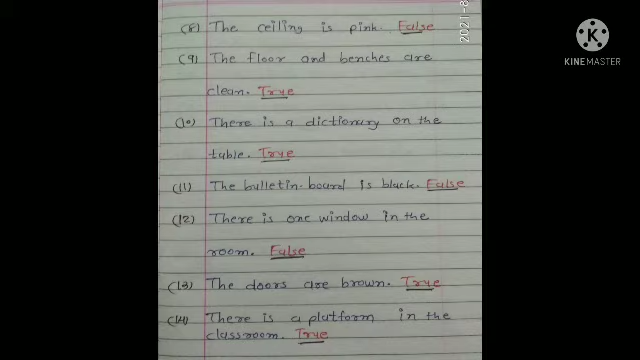 (8) The ceiling is pink. False
(9) The floor and benches are
clean. True
(10) There is a dictionary on the
table. True
(11) The bulletin-board is black. False
(12) There is one window in the
room. False
(13) The doors are brown. True
(14) There is a platform in the
classroom. True
2021-8
KINEMASTER